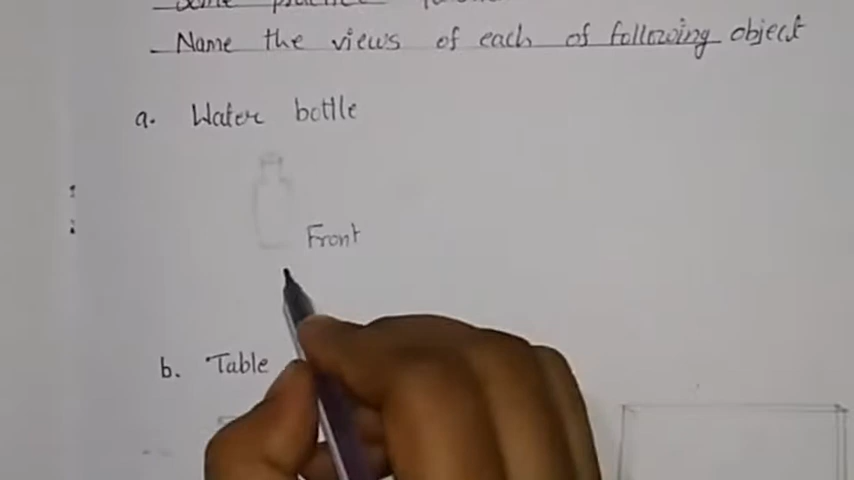 Name the views of each of following object
a. Water bottle
Front
b. Table